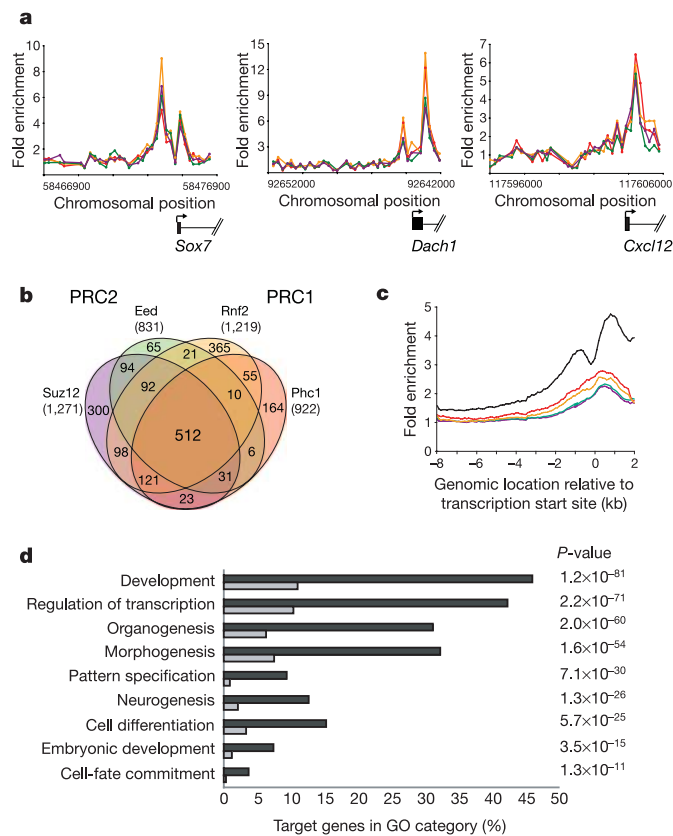 a
10
8
6
4
2
Fold enrichment
58466900
58476900
Chromosomal position
Sox7
15
12
9
6
3
Fold enrichment
92652000
92642000
Chromosomal position
Dach1
7
6
5
4
3
2
1
Fold enrichment
117596000
117606000
Chromosomal position
Cxcl12
b
PRC2
PRC1
Eed
(831)
Rnf2
(1,219)
Suz12
(1,271)
Phc1
(922)
65
21
365
94
92
55
10
164
300
512
98
121
23
31
6
c
5
4
3
2
1
0
Fold enrichment
–8
–6
–4
–2
0
2
Genomic location relative to
transcription start site (kb)
d
P-value
Development
1.2×10⁻⁸¹
Regulation of transcription
2.2×10⁻⁷¹
Organogenesis
2.0×10⁻⁶⁰
Morphogenesis
1.6×10⁻⁵⁴
Pattern specification
7.1×10⁻³⁰
Neurogenesis
1.3×10⁻²⁶
Cell differentiation
5.7×10⁻²⁵
Embryonic development
3.5×10⁻¹⁵
Cell-fate commitment
1.3×10⁻¹¹
0 5 10 15 20 25 30 35 40 45 50
Target genes in GO category (%)